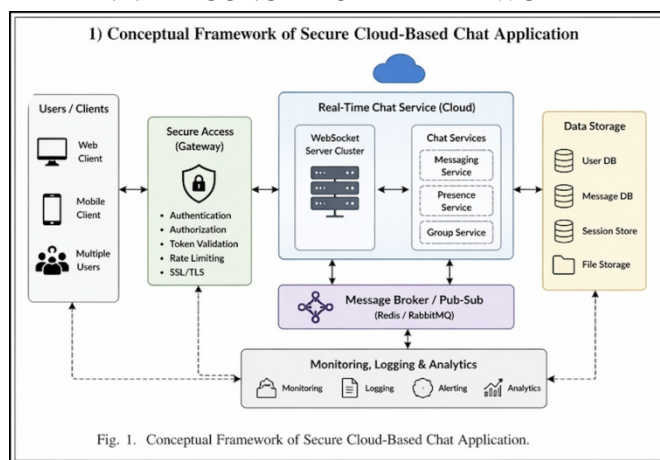 1) Conceptual Framework of Secure Cloud-Based Chat Application
Users / Clients
Web
Client
Mobile
Client
Multiple
Users
Secure Access
(Gateway)
• Authentication
• Authorization
• Token Validation
• Rate Limiting
• SSL/TLS
Real-Time Chat Service (Cloud)
WebSocket
Server Cluster
Chat Services
Messaging
Service
Presence
Service
Group Service
Data Storage
User DB
Message DB
Session Store
File Storage
Message Broker / Pub-Sub
(Redis / RabbitMQ)
Monitoring, Logging & Analytics
Monitoring
Logging
Alerting
Analytics
Fig. 1. Conceptual Framework of Secure Cloud-Based Chat Application.